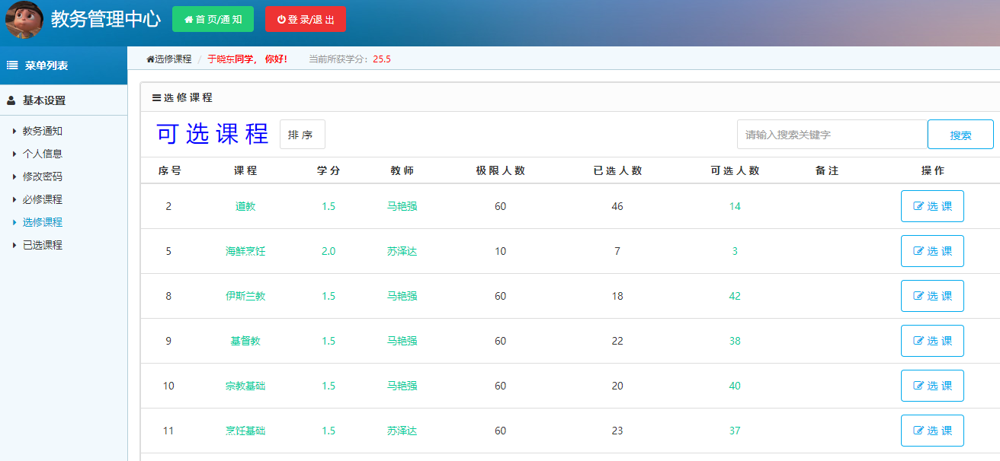 教务管理中心 首页/通知 登录/退出
菜单列表
选修课程 / 于晓东同学， 你好！ 当前所获学分：25.5
基本设置
教务通知
个人信息
修改密码
必修课程
选修课程
已选课程
选修课程
可选课程 排序 请输入搜索关键字 搜索
序号 课程 学分 教师 极限人数 已选人数 可选人数 备注 操作
2 道教 1.5 马艳强 60 46 14 选课
5 海鲜烹饪 2.0 苏泽达 10 7 3 选课
8 伊斯兰教 1.5 马艳强 60 18 42 选课
9 基督教 1.5 马艳强 60 22 38 选课
10 宗教基础 1.5 马艳强 60 20 40 选课
11 烹饪基础 1.5 苏泽达 60 23 37 选课